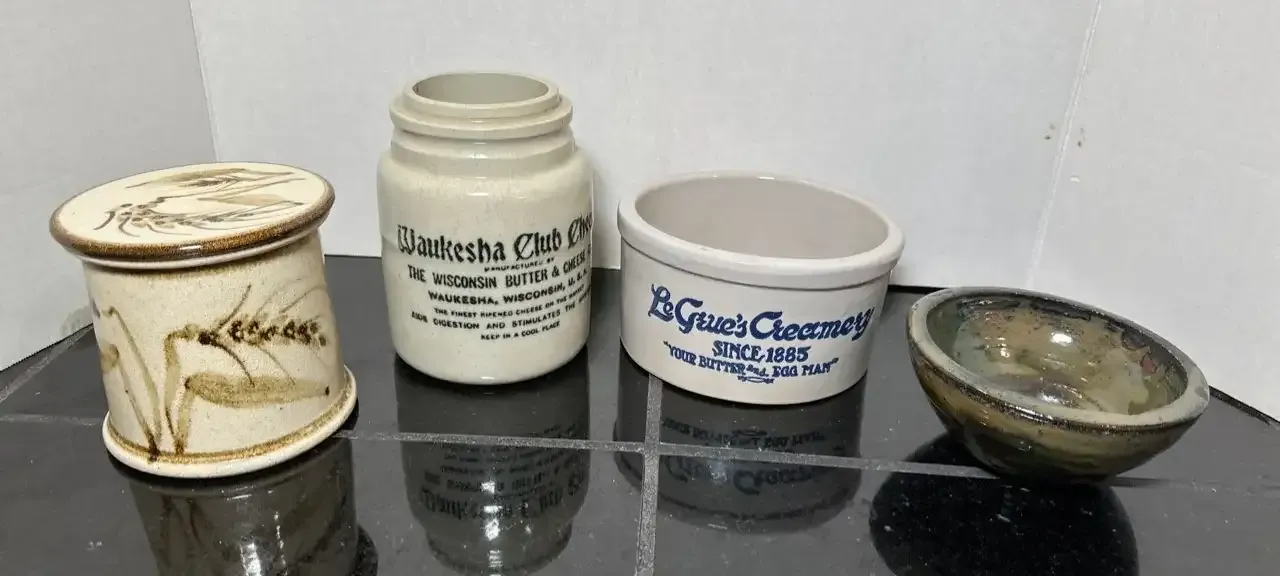 Waukesha Club Chee
MANUFACTURED BY
THE WISCONSIN BUTTER & CHEESE
WAUKESHA, WISCONSIN, U.S.A.
THE FINEST RIPENED CHEESE ON THE MARKET
AIDS DIGESTION AND STIMULATES THE
KEEP IN A COOL PLACE
LeGrue's Creamery
SINCE 1885
"YOUR BUTTER and EGG MAN"